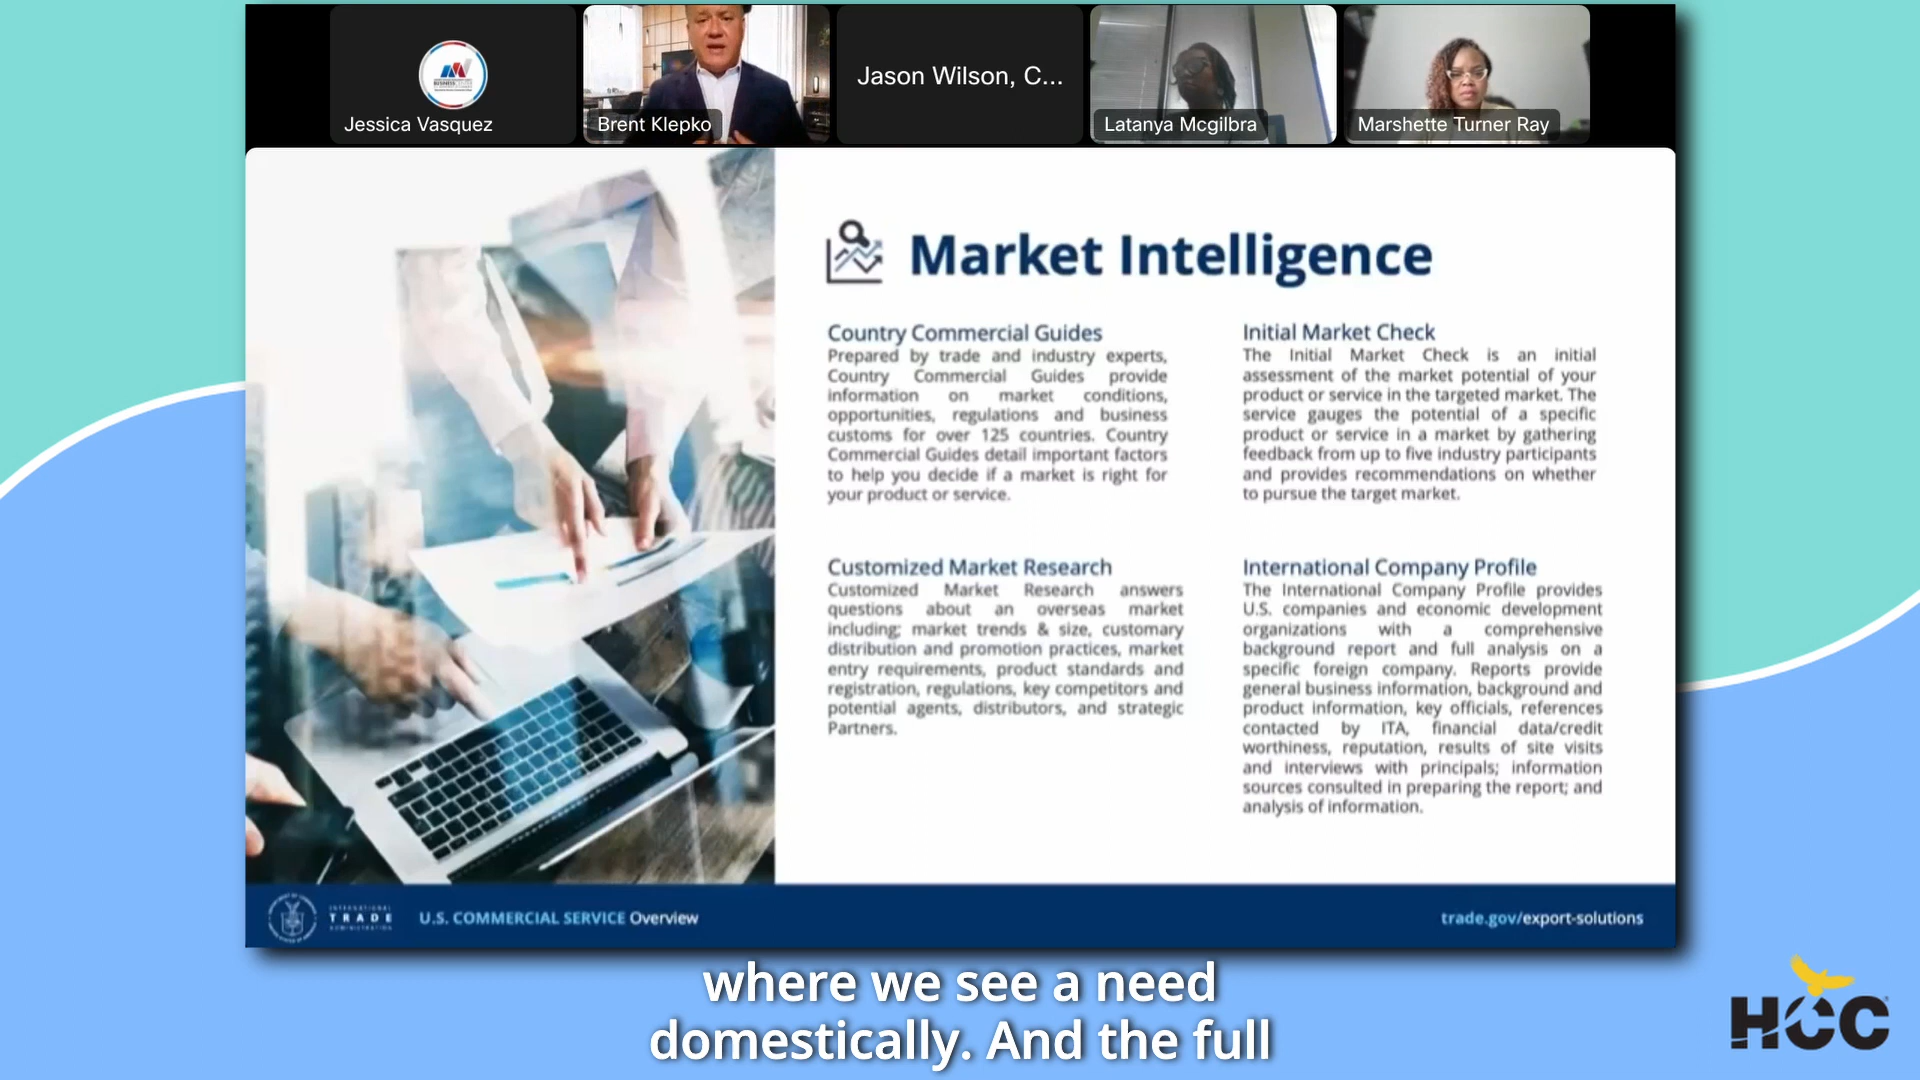 Jessica Vasquez
Brent Klepko
Jason Wilson, C...
Latanya Mcgilbra
Marshette Turner Ray
Market Intelligence
Country Commercial Guides
Prepared by trade and industry experts,
Country Commercial Guides provide
information on market conditions,
opportunities, regulations and business
customs for over 125 countries. Country
Commercial Guides detail important factors
to help you decide if a market is right for
your product or service.
Initial Market Check
The Initial Market Check is an initial
assessment of the market potential of your
product or service in the targeted market. The
service gauges the potential of a specific
product or service in a market by gathering
feedback from up to five industry participants
and provides recommendations on whether
to pursue the target market.
Customized Market Research
Customized Market Research answers
questions about an overseas market
including; market trends & size, customary
distribution and promotion practices, market
entry requirements, product standards and
registration, regulations, key competitors and
potential agents, distributors, and strategic
Partners.
International Company Profile
The International Company Profile provides
U.S. companies and economic development
organizations with a comprehensive
background report and full analysis on a
specific foreign company. Reports provide
general business information, background and
product information, key officials, references
contacted by ITA, financial data/credit
worthiness, reputation, results of site visits
and interviews with principals; information
sources consulted in preparing the report; and
analysis of information.
INTERNATIONAL
TRADE
ADMINISTRATION
U.S. COMMERCIAL SERVICE Overview
trade.gov/export-solutions
where we see a need
domestically. And the full
HCC